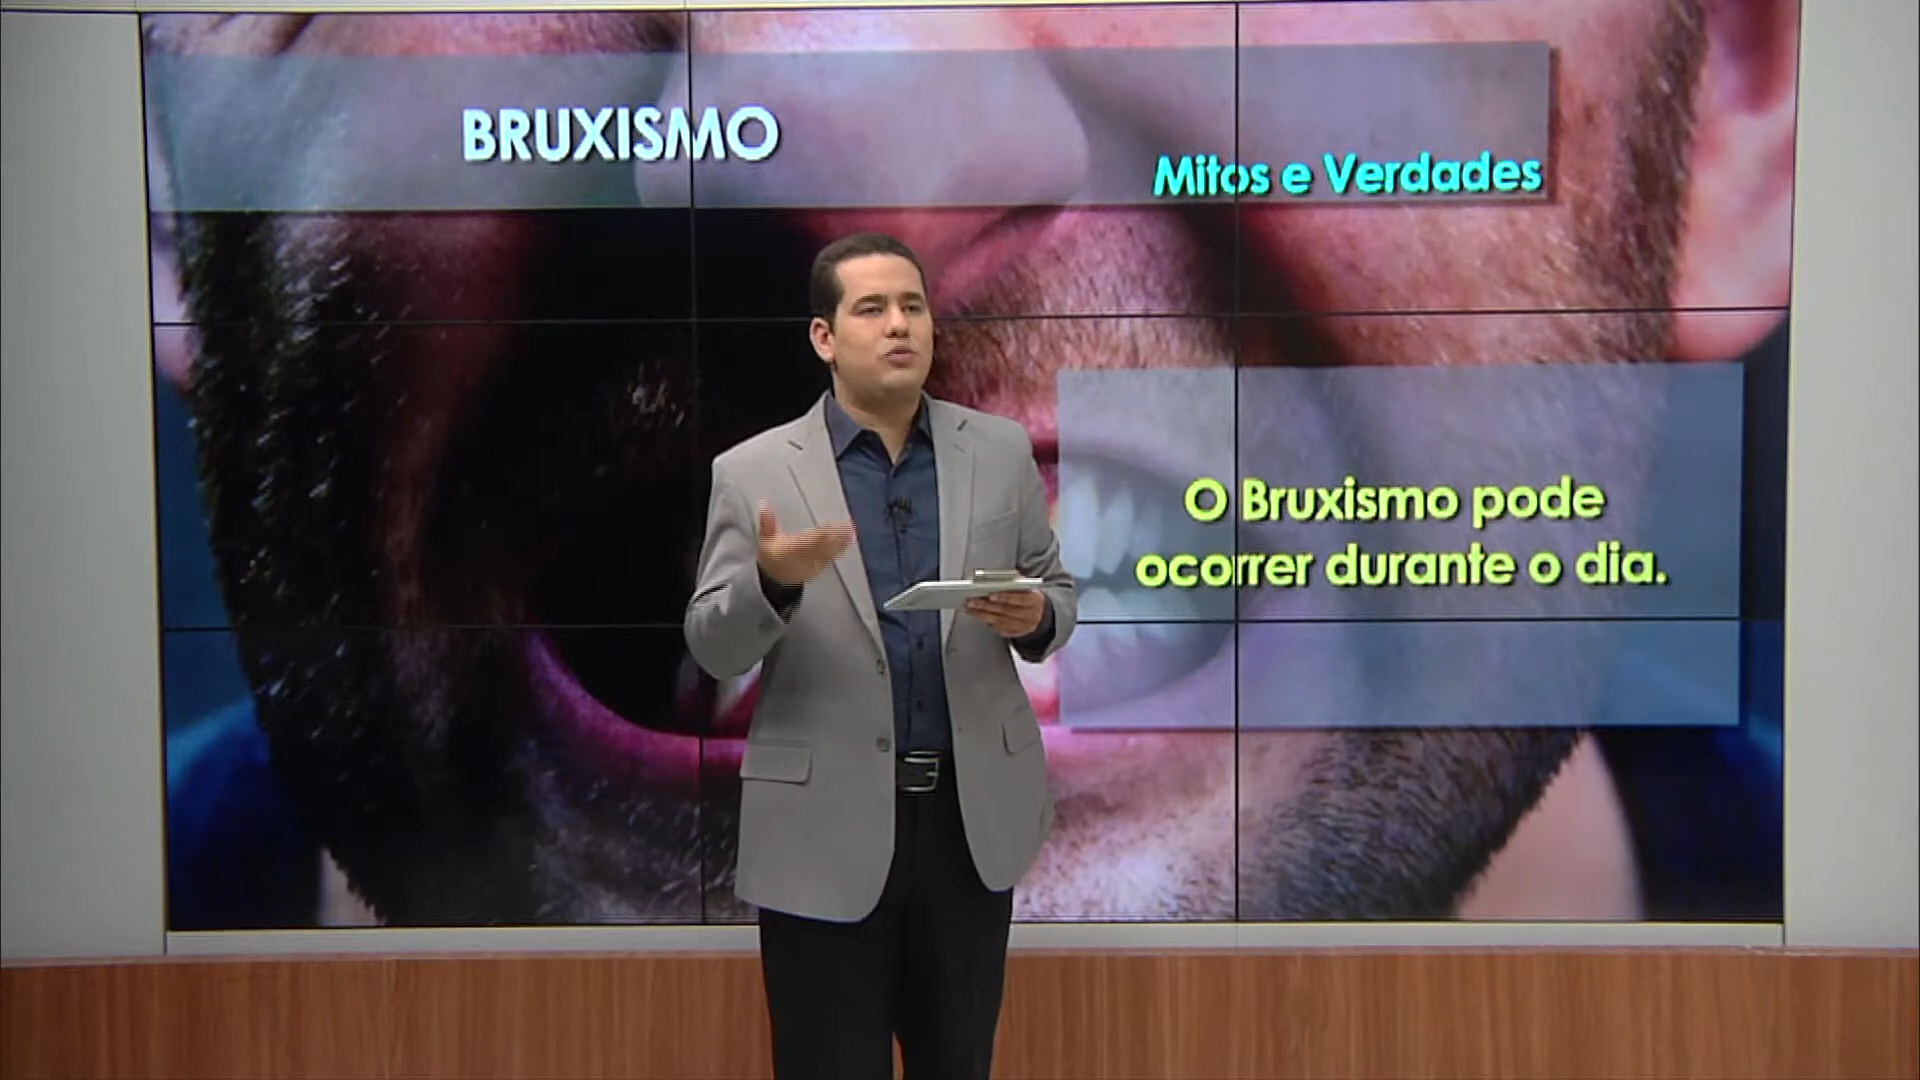 BRUXISMO
Mitos e Verdades
O Bruxismo pode
ocorrer durante o dia.